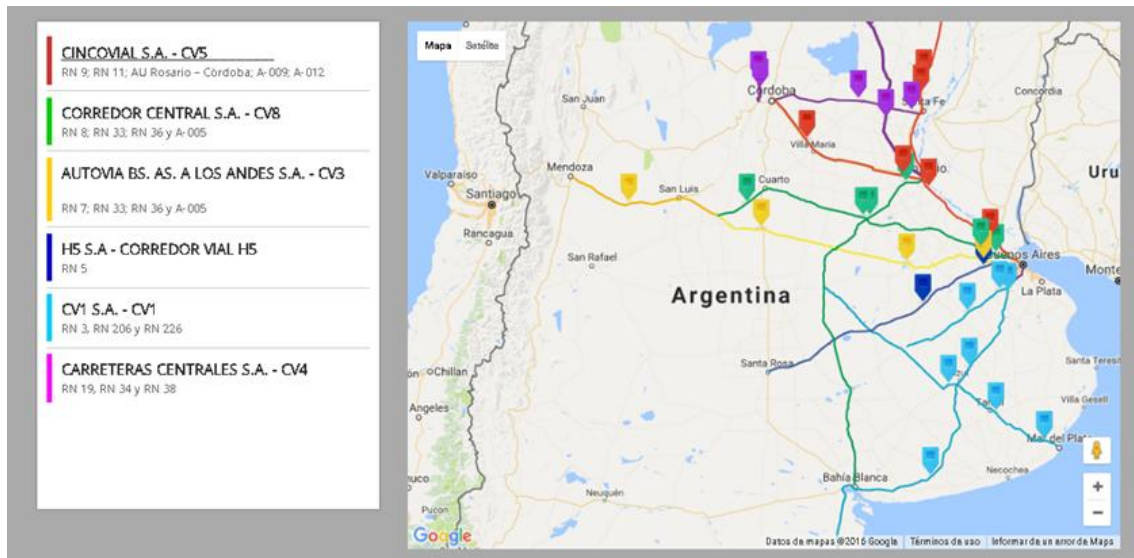 CINCOVIAL S.A. - CV5
RN 9; RN 11; AU Rosario – Córdoba; A-009; A-012
CORREDOR CENTRAL S.A. - CV8
RN 8; RN 33; RN 36 y A-005
AUTOVIA BS. AS. A LOS ANDES S.A. - CV3
RN 7; RN 33; RN 36 y A-005
H5 S.A - CORREDOR VIAL H5
RN 5
CV1 S.A. - CV1
RN 3, RN 206 y RN 226
CARRETERAS CENTRALES S.A. - CV4
RN 19, RN 34 y RN 38
Mapa Satélite
Córdoba
San Juan
Concordia
Fe
Villa María
Mendoza
Valparaíso
Cuarto
San Luis
Uru
Santiago
Rancagua
San Rafael
Buenos Aires
Monte
La Plata
Argentina
Santa Rosa
Santa Teresit
Chillan
Villa Gesell
Angeles
Mar del Plat
Necochea
Bahía Blanca
Neuquén
Pucon
Google
Datos de mapas ©2016 Google Términos de uso Informar de un error de Maps